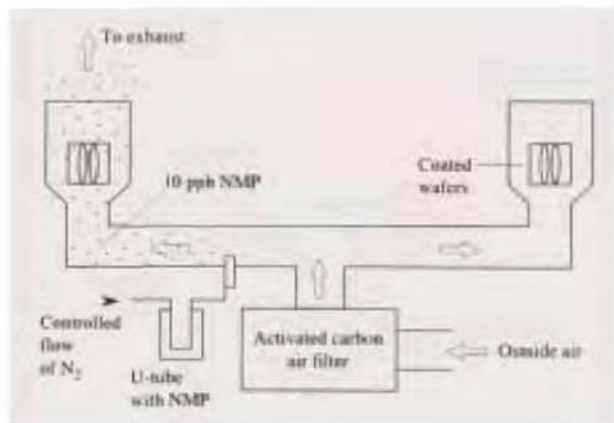 To exhaust
10 ppb NMP
Coated
wafers
Controlled
flow
of N2
U-tube
with NMP
Activated carbon
air filter
Outside air